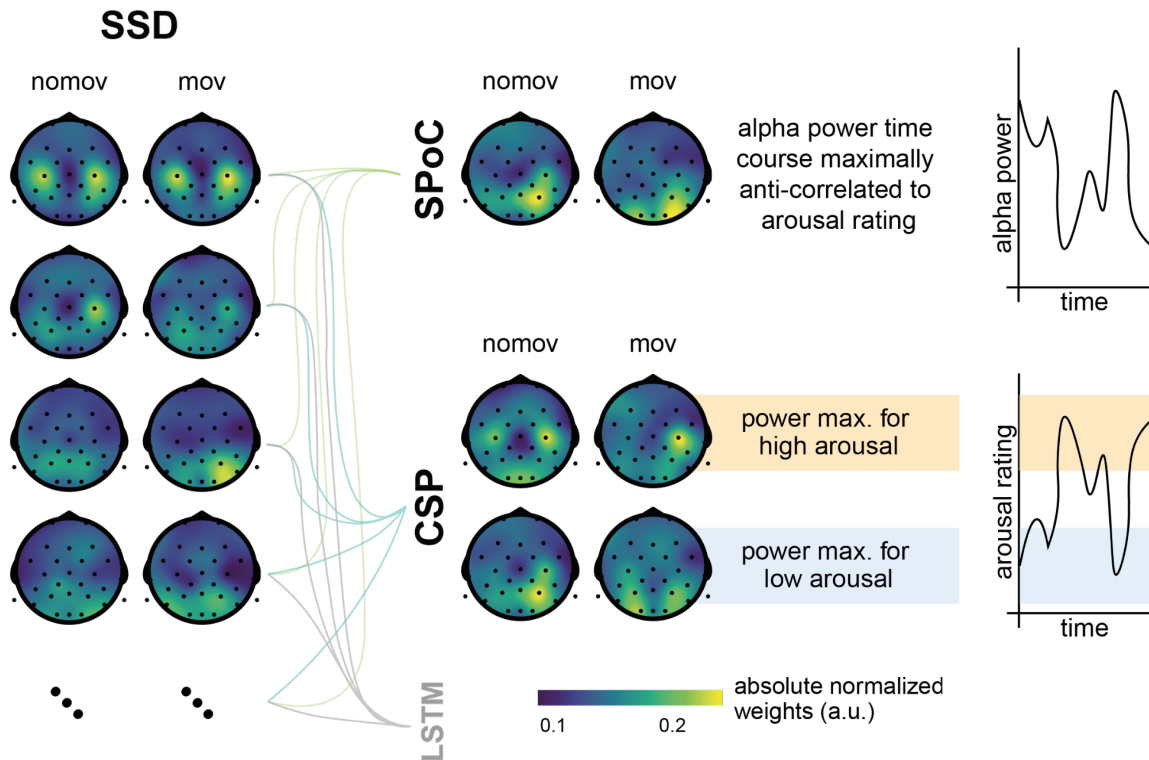 SSD
nomov
mov
SPoC
nomov
mov
alpha power time
course maximally
anti-correlated to
arousal rating
alpha power
time
CSP
nomov
mov
power max. for
high arousal
power max. for
low arousal
arousal rating
time
LSTM
0.1
0.2
absolute normalized
weights (a.u.)